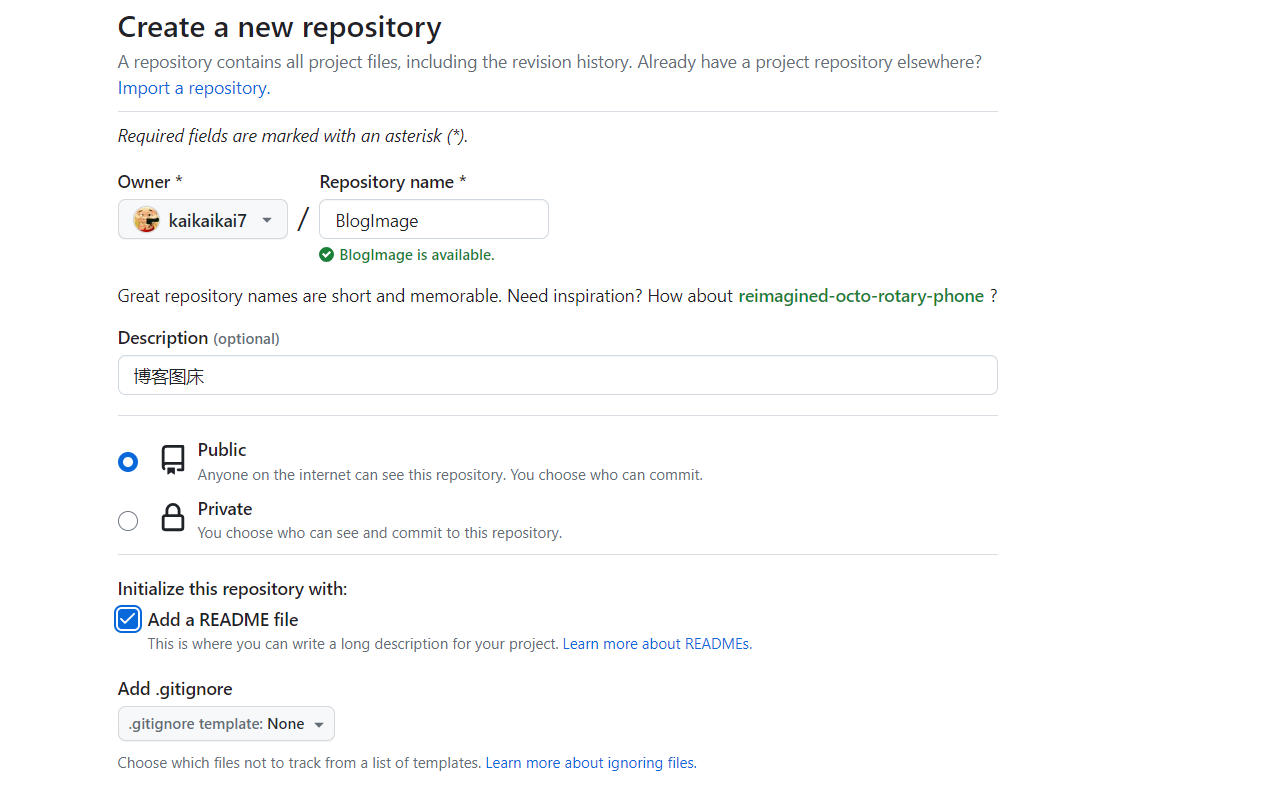 Create a new repository
A repository contains all project files, including the revision history. Already have a project repository elsewhere?
Import a repository.
Required fields are marked with an asterisk (*).
Owner * Repository name *
kaikaikai7 / BlogImage
BlogImage is available.
Great repository names are short and memorable. Need inspiration? How about reimagined-octo-rotary-phone ?
Description (optional)
博客图床
Public
Anyone on the internet can see this repository. You choose who can commit.
Private
You choose who can see and commit to this repository.
Initialize this repository with:
Add a README file
This is where you can write a long description for your project. Learn more about READMEs.
Add .gitignore
.gitignore template: None
Choose which files not to track from a list of templates. Learn more about ignoring files.